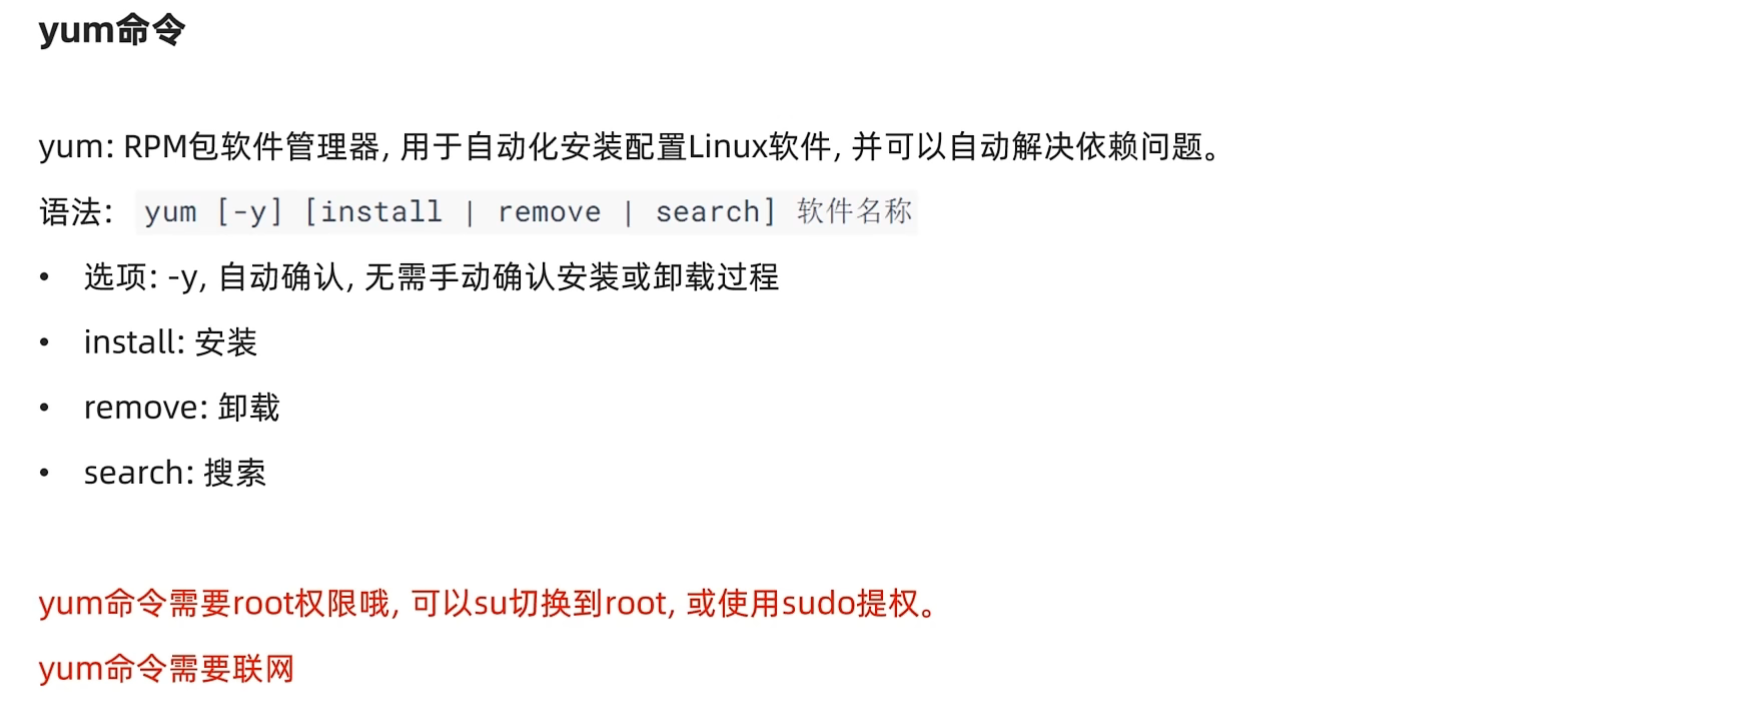 yum命令
yum: RPM包软件管理器, 用于自动化安装配置Linux软件, 并可以自动解决依赖问题。
语法: yum [-y] [install | remove | search] 软件名称
• 选项: -y, 自动确认, 无需手动确认安装或卸载过程
• install: 安装
• remove: 卸载
• search: 搜索
yum命令需要root权限哦, 可以su切换到root, 或使用sudo提权。
yum命令需要联网